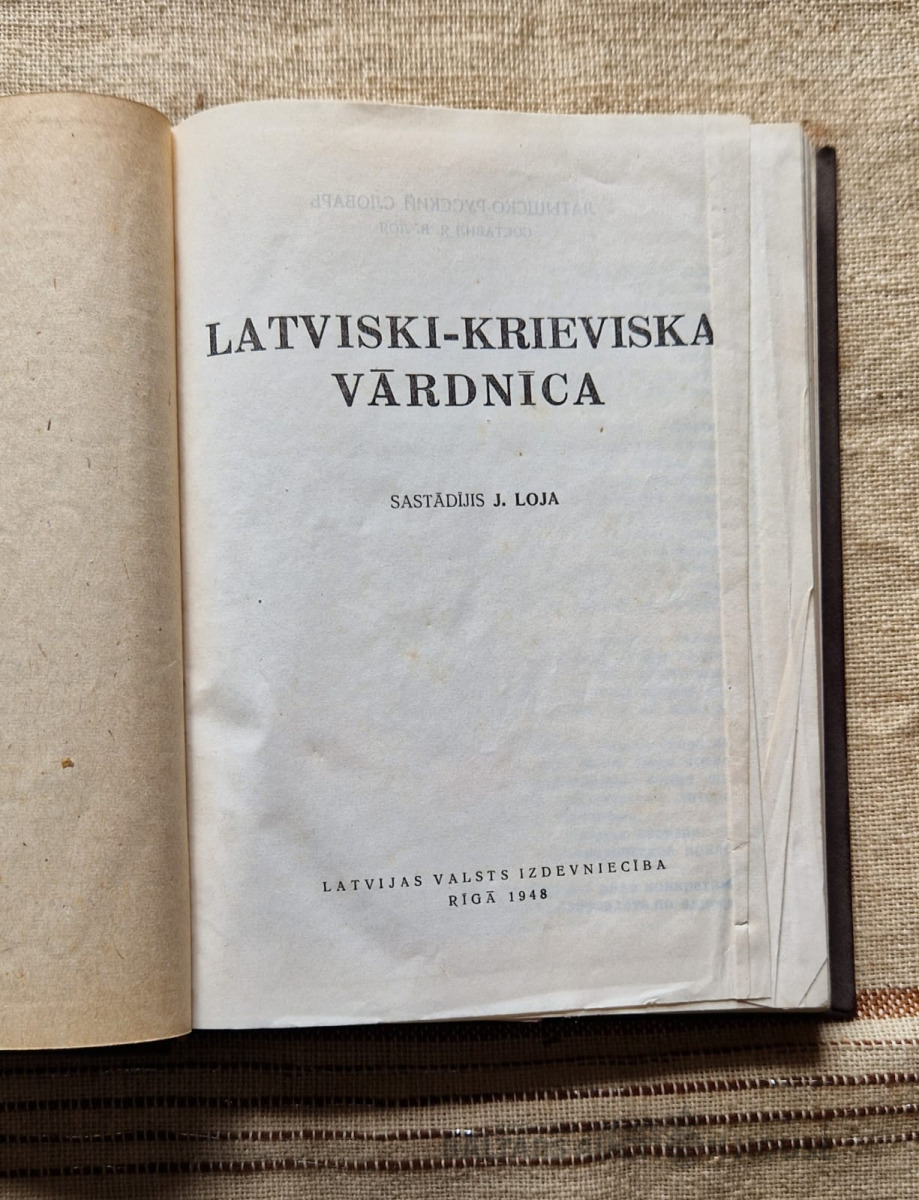 LATVISKI-KRIEVISKA
VĀRDNĪCA
SASTĀDĪJIS J. LOJA
LATVIJAS VALSTS IZDEVNIECĪBA
RĪGĀ 1948